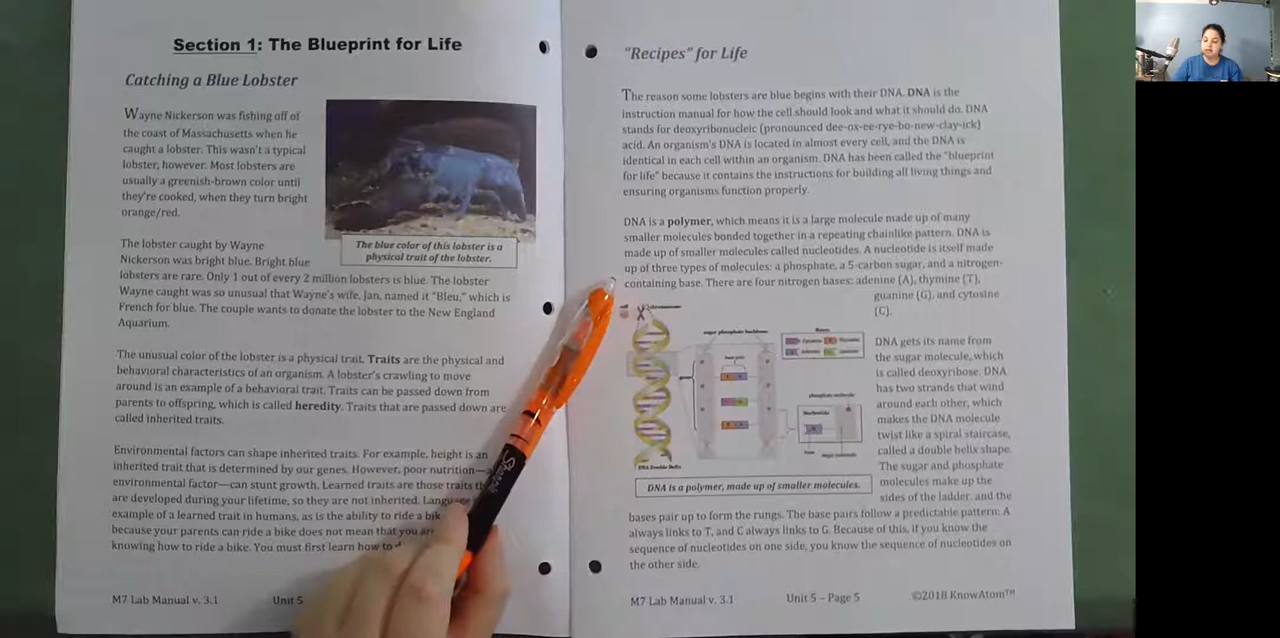 Section 1: The Blueprint for Life
Catching a Blue Lobster
Wayne Nickerson was fishing off of
the coast of Massachusetts when he
caught a lobster. This wasn't a typical
lobster, however. Most lobsters are
usually a greenish-brown color until
they're cooked, when they turn bright
orange/red.
The blue color of this lobster is a
physical trait of the lobster.
The lobster caught by Wayne
Nickerson was bright blue. Bright blue
lobsters are rare. Only 1 out of every 2 million lobsters is blue. The lobster
Wayne caught was so unusual that Wayne's wife, Jan, named it "Bleu," which is
French for blue. The couple wants to donate the lobster to the New England
Aquarium.
The unusual color of the lobster is a physical trait. Traits are the physical and
behavioral characteristics of an organism. A lobster's crawling to move
around is an example of a behavioral trait. Traits can be passed down from
parents to offspring, which is called heredity. Traits that are passed down are
called inherited traits.
Environmental factors can shape inherited traits. For example, height is an
inherited trait that is determined by our genes. However, poor nutrition—
environmental factor—can stunt growth. Learned traits are those traits
are developed during your lifetime, so they are not inherited.
example of a learned trait in humans, as is the ability to ride a
because your parents can ride a bike does not mean that you
knowing how to ride a bike. You must first learn how to
M7 Lab Manual v. 3.1
Unit 5
"Recipes" for Life
The reason some lobsters are blue begins with their DNA. DNA is the
instruction manual for how the cell should look and what it should do. DNA
stands for deoxyribonucleic (pronounced dee-ox-ee-rye-bo-new-clay-ick)
acid. An organism's DNA is located in almost every cell, and the DNA is
identical in each cell within an organism. DNA has been called the "blueprint
for life" because it contains the instructions for building all living things and
ensuring organisms function properly.
DNA is a polymer, which means it is a large molecule made up of many
smaller molecules bonded together in a repeating chainlike pattern. DNA is
made up of smaller molecules called nucleotides. A nucleotide is itself made
up of three types of molecules: a phosphate, a 5-carbon sugar, and a nitrogen-
containing base. There are four nitrogen bases: adenine (A), thymine (T),
guanine (G), and cytosine
(C).
chromosome
sugar phosphate backbone
Bases
base pair
phosphate molecule
Nucleotide
DNA Double Helix
DNA is a polymer, made up of smaller molecules.
DNA gets its name from
the sugar molecule, which
is called deoxyribose. DNA
has two strands that wind
around each other, which
makes the DNA molecule
twist like a spiral staircase,
called a double helix shape.
The sugar and phosphate
molecules make up the
sides of the ladder, and the
bases pair up to form the rungs. The base pairs follow a predictable pattern: A
always links to T, and C always links to G. Because of this, if you know the
sequence of nucleotides on one side, you know the sequence of nucleotides on
the other side.
M7 Lab Manual v. 3.1
Unit 5 – Page 5
©2018 KnowAtom™
Sharpie